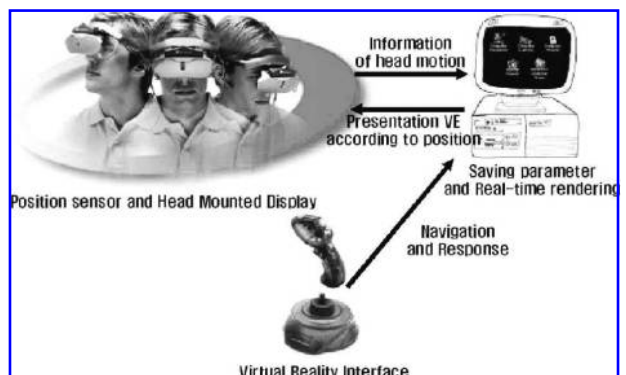 Information
of head motion
Presentation VE
according to position
Saving parameter
and Real-time rendering
Position sensor and Head Mounted Display
Navigation
and Response
Virtual Reality Interface